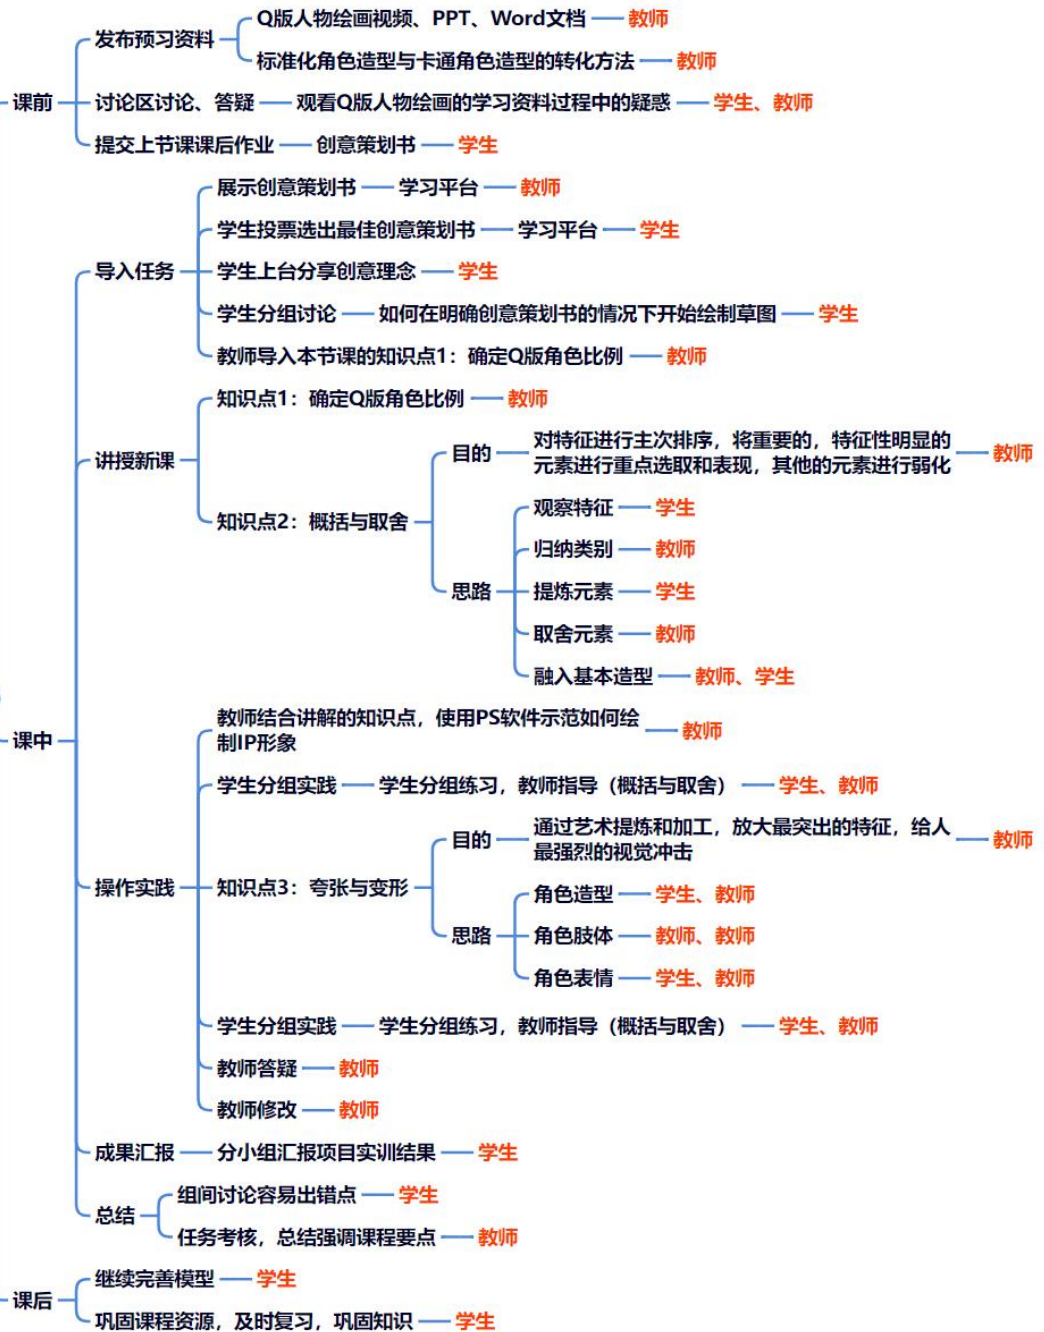 课前
发布预习资料
Q版人物绘画视频、PPT、Word文档
教师
标准化角色造型与卡通角色造型的转化方法
教师
讨论区讨论、答疑
观看Q版人物绘画的学习资料过程中的疑惑
学生、教师
提交上节课课后作业
创意策划书
学生
课中
导入任务
展示创意策划书
学习平台
教师
学生投票选出最佳创意策划书
学习平台
学生
学生上台分享创意理念
学生
学生分组讨论
如何在明确创意策划书的情况下开始绘制草图
学生
教师导入本节课的知识点1：确定Q版角色比例
教师
讲授新课
知识点1：确定Q版角色比例
教师
知识点2：概括与取舍
目的
对特征进行主次排序，将重要的，特征性明显的
元素进行重点选取和表现，其他的元素进行弱化
教师
思路
观察特征
学生
归纳类别
教师
提炼元素
学生
取舍元素
教师
融入基本造型
教师、学生
操作实践
教师结合讲解的知识点，使用PS软件示范如何绘
制IP形象
教师
学生分组实践
学生分组练习，教师指导（概括与取舍）
学生、教师
知识点3：夸张与变形
目的
通过艺术提炼和加工，放大最突出的特征，给人
最强烈的视觉冲击
教师
思路
角色造型
学生、教师
角色肢体
教师、教师
角色表情
学生、教师
学生分组实践
学生分组练习，教师指导（概括与取舍）
学生、教师
教师答疑
教师
教师修改
教师
成果汇报
分小组汇报项目实训结果
学生
总结
组间讨论容易出错点
学生
任务考核，总结强调课程要点
教师
课后
继续完善模型
学生
巩固课程资源，及时复习，巩固知识
学生